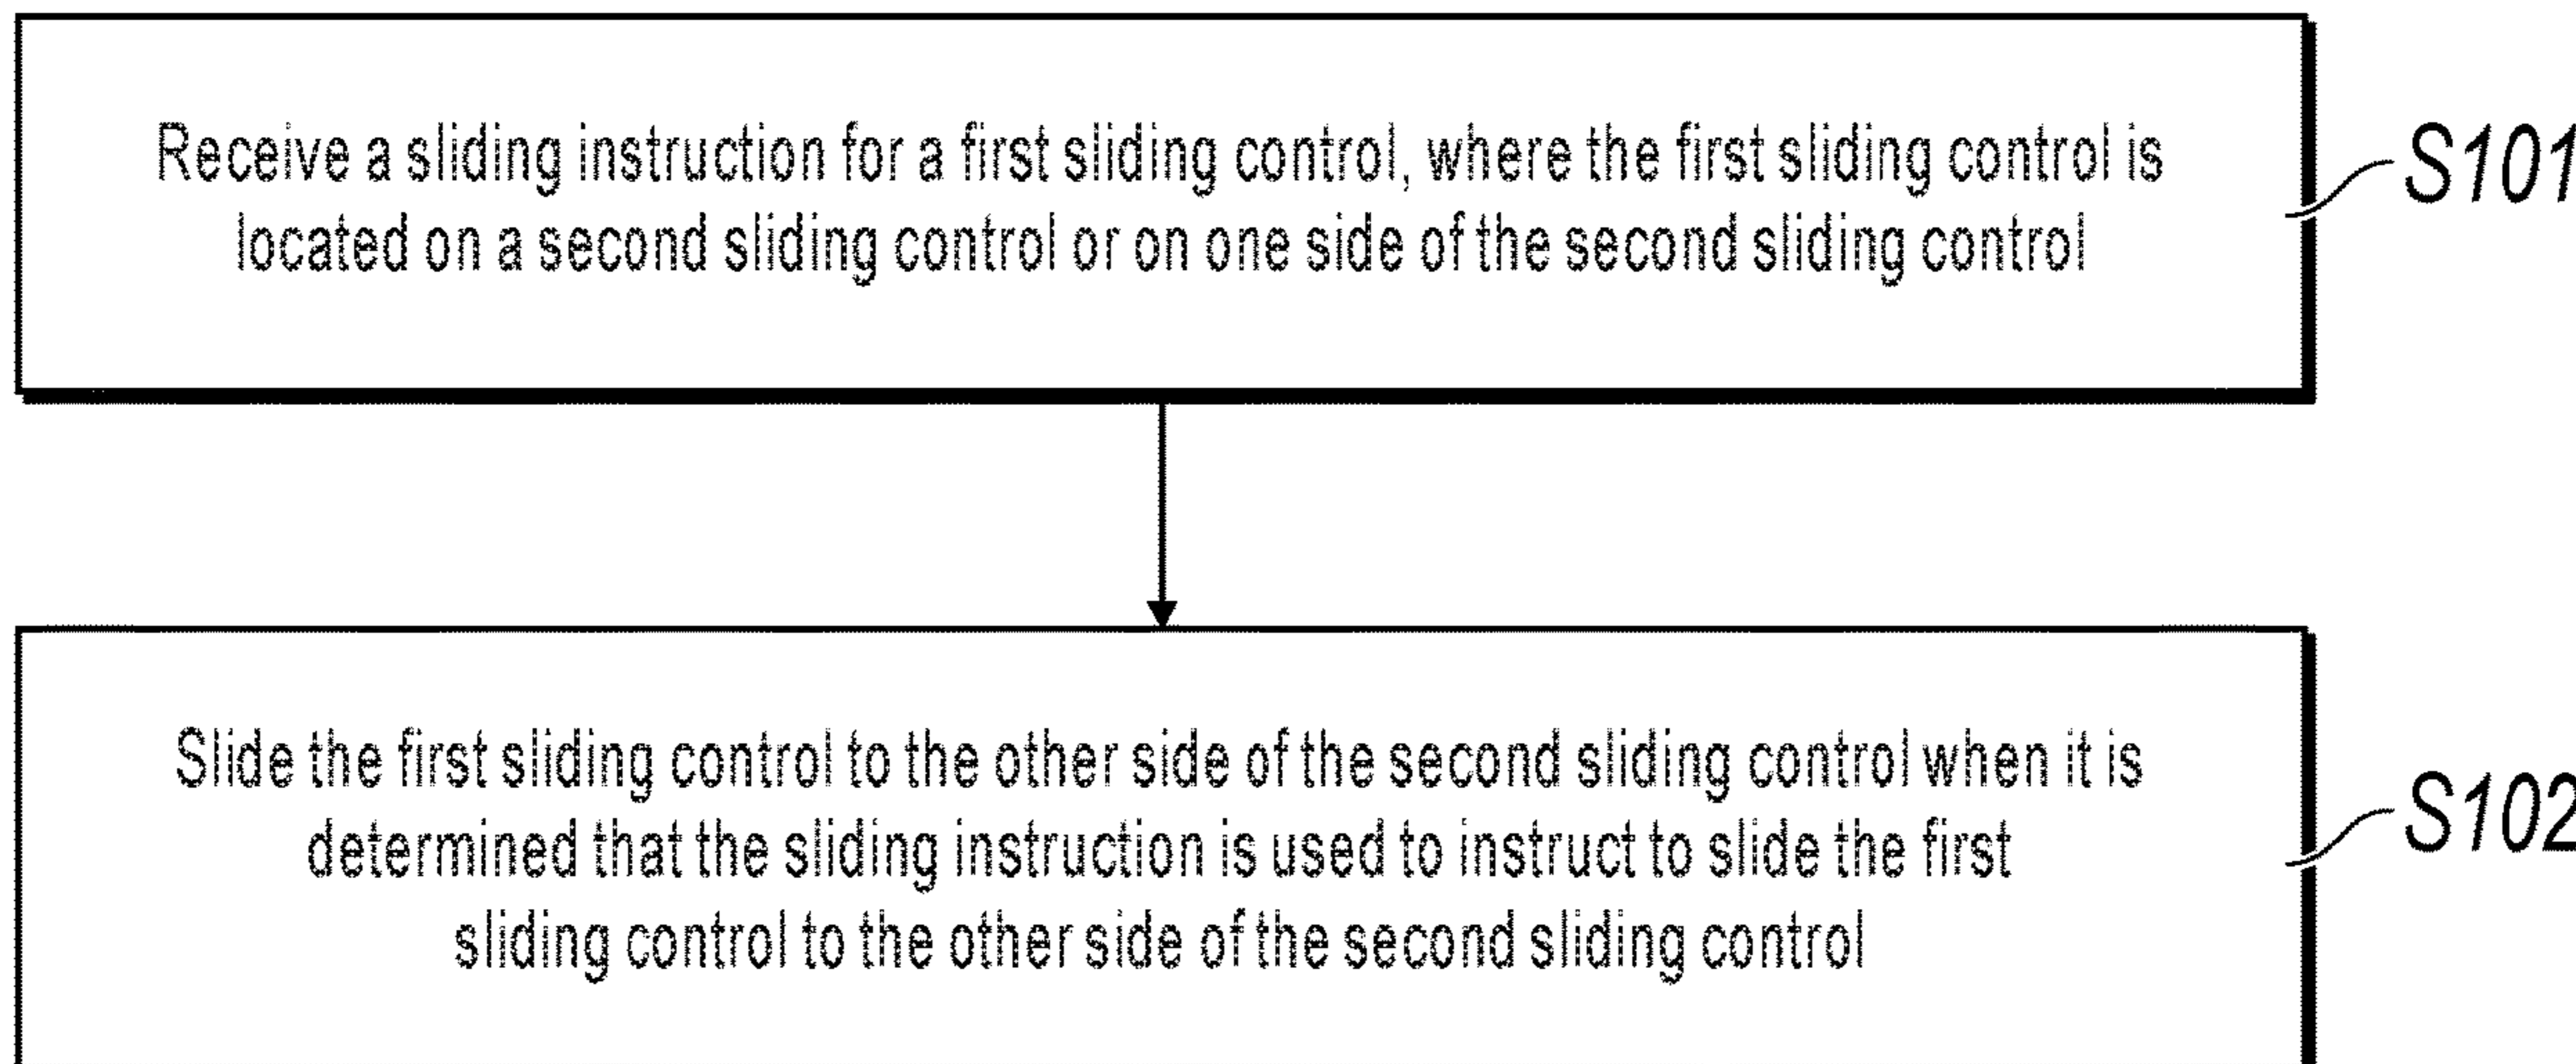 Receive a sliding instruction for a first sliding control, where the first sliding control is
located on a second sliding control or on one side of the second sliding control
S101
Slide the first sliding control to the other side of the second sliding control when it is
determined that the sliding instruction is used to instruct to slide the first
sliding control to the other side of the second sliding control
S102